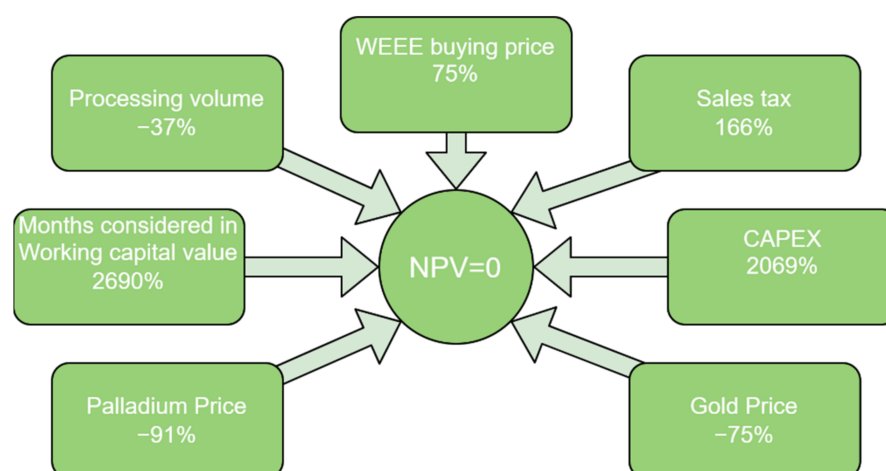 WEEE buying price
75%
Processing volume
−37%
Sales tax
166%
Months considered in
Working capital value
2690%
NPV=0
CAPEX
2069%
Palladium Price
−91%
Gold Price
−75%